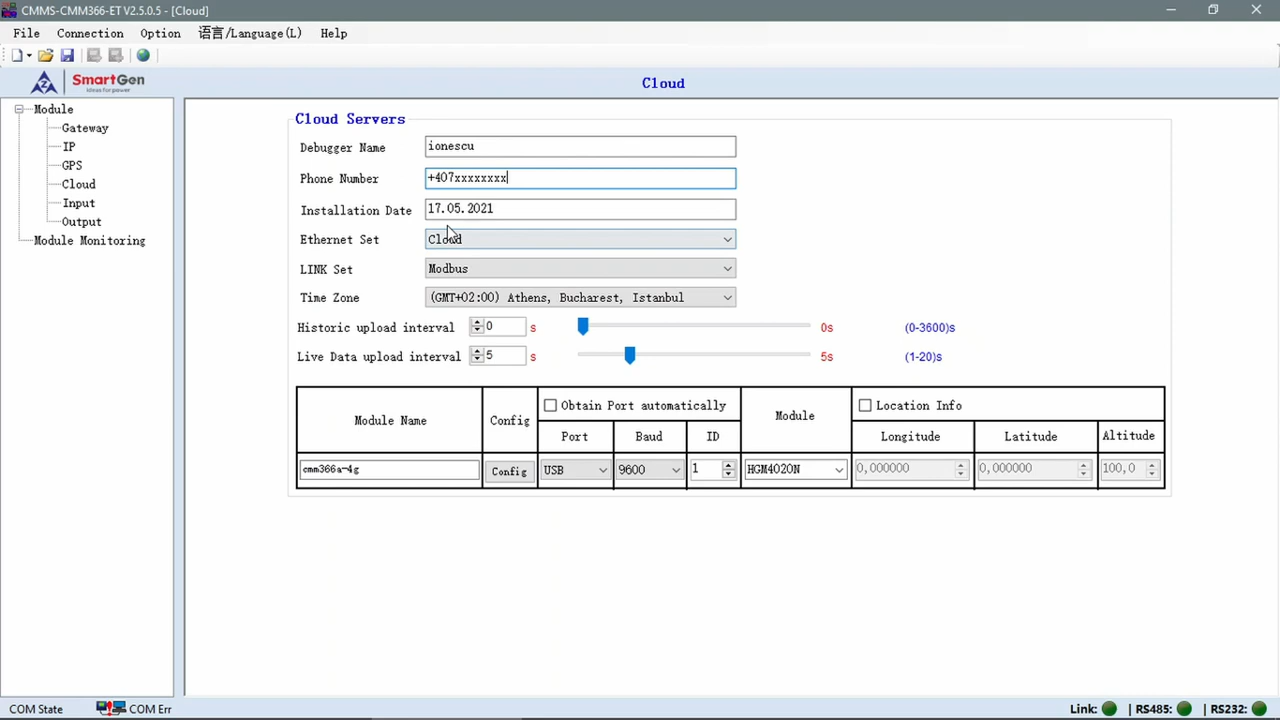 CMMS-CMM366-ET V2.5.0.5 - [Cloud]
File Connection Option 语言/Language(L) Help
SmartGen
ideas for power
Cloud
Module
Gateway
IP
GPS
Cloud
Input
Output
Module Monitoring
Cloud Servers
Debugger Name ionescu
Phone Number +407xxxxxxxx
Installation Date 17.05.2021
Ethernet Set Cloud
LINK Set Modbus
Time Zone (GMT+02:00) Athens, Bucharest, Istanbul
Historic upload interval 0 s 0s (0-3600)s
Live Data upload interval 5 s 5s (1-20)s
Module Name Config Obtain Port automatically Module Location Info
Port Baud ID Longitude Latitude Altitude
cmm366a-4g Config USB 9600 1 HGM4020N 0,000000 0,000000 100,0
COM State COM Err Link: | RS485: | RS232: